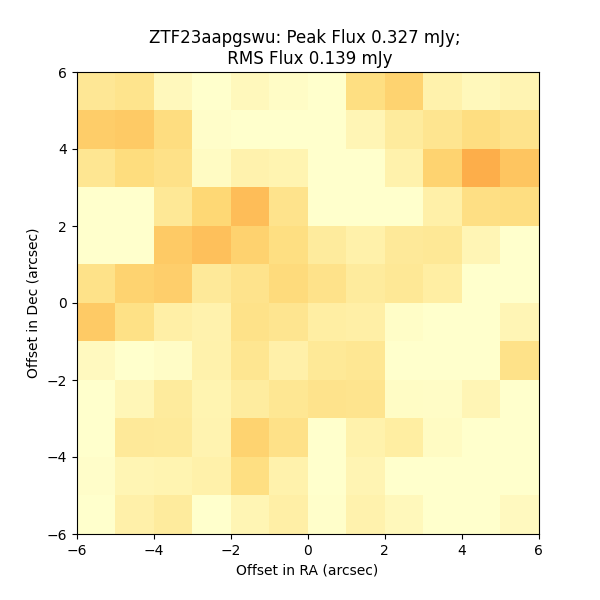 ZTF23aapgswu: Peak Flux 0.327 mJy;
RMS Flux 0.139 mJy
6
4
2
0
−2
−4
−6
Offset in Dec (arcsec)
−6 −4 −2 0 2 4 6
Offset in RA (arcsec)